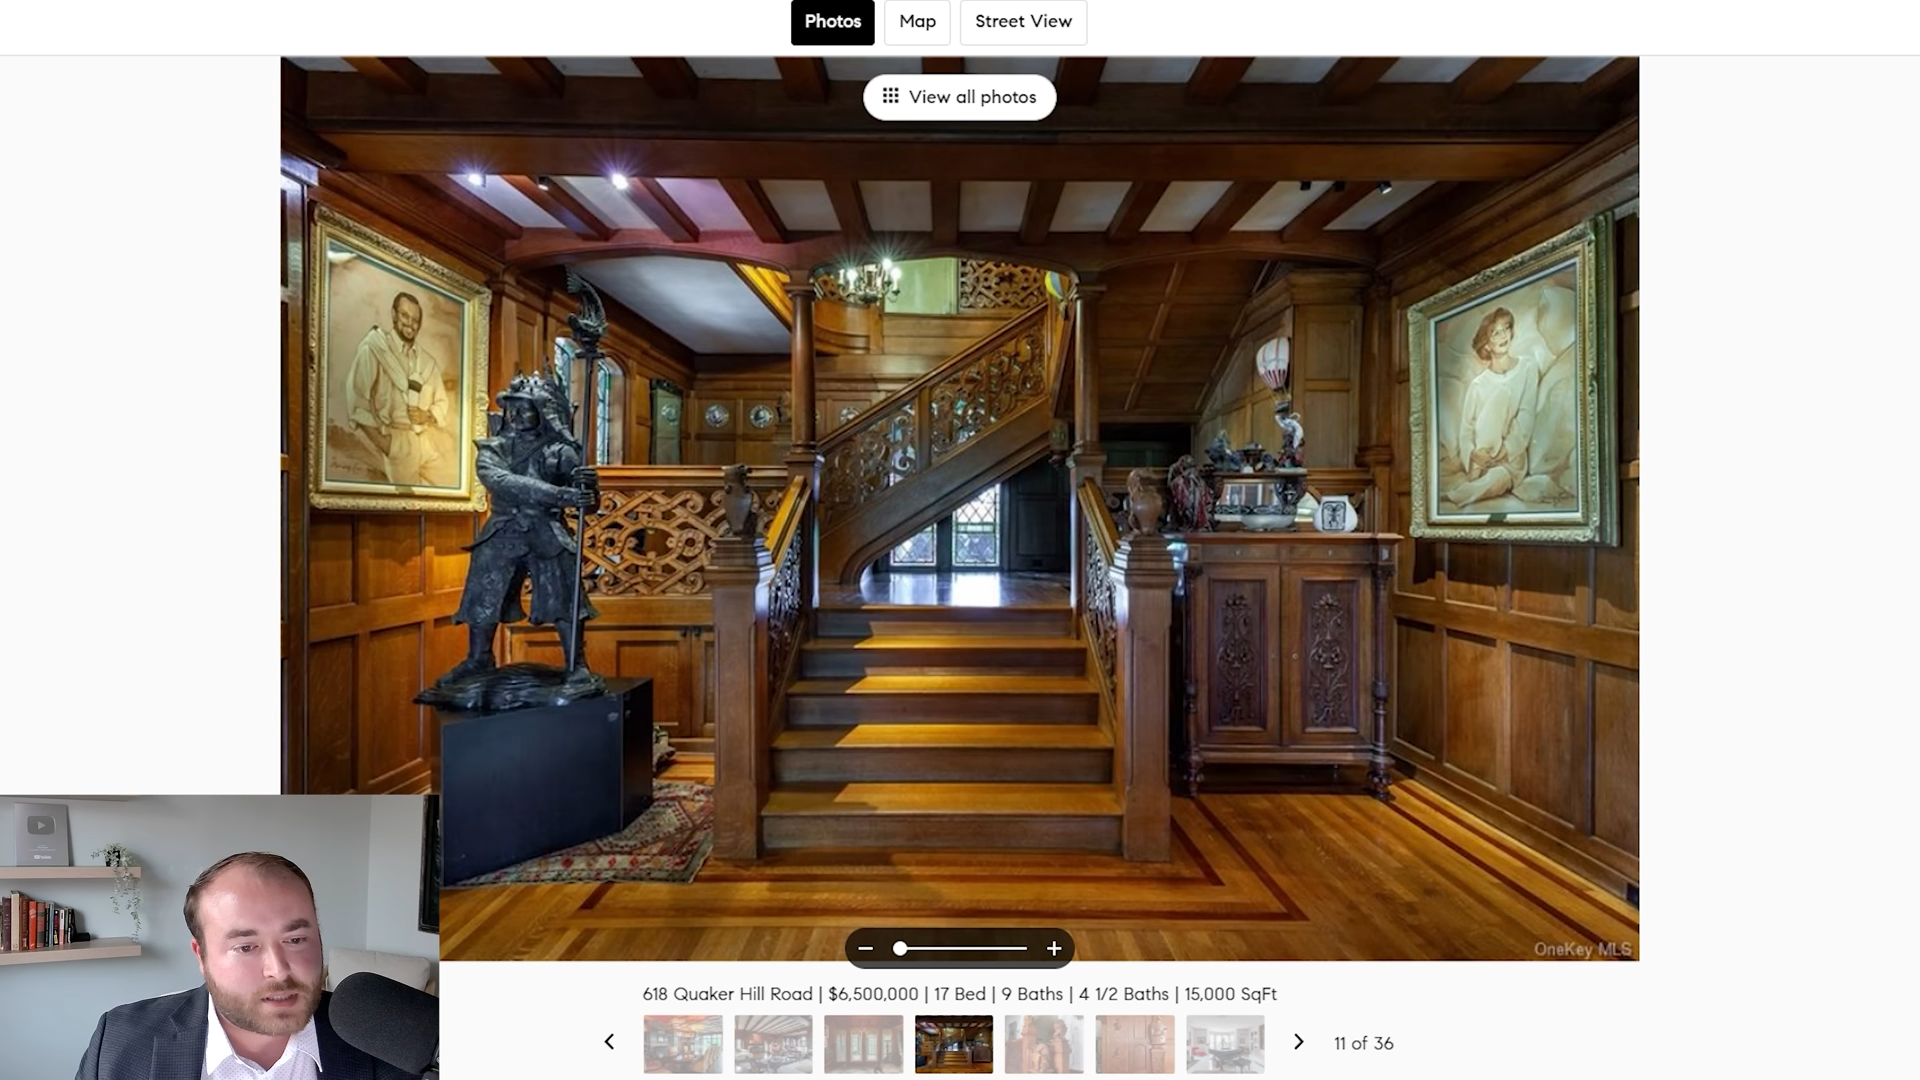 Photos
Map
Street View
View all photos
OneKey MLS
618 Quaker Hill Road | $6,500,000 | 17 Bed | 9 Baths | 4 1/2 Baths | 15,000 SqFt
11 of 36